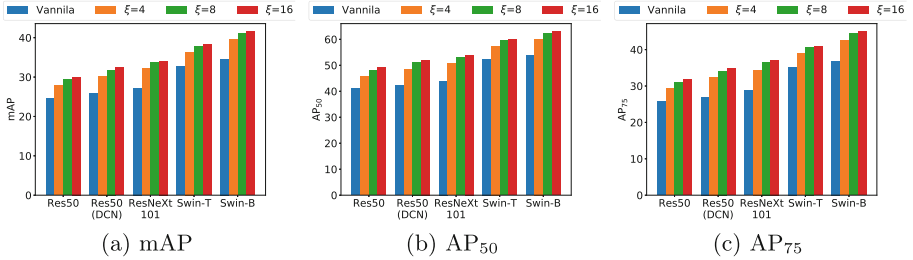 Vannila ξ=4 ξ=8 ξ=16
40
30
20
10
0
mAP
Res50 Res50 (DCN) ResNeXt 101 Swin-T Swin-B
(a) mAP
Vannila ξ=4 ξ=8 ξ=16
60
50
40
30
20
10
0
AP50
Res50 Res50 (DCN) ResNeXt 101 Swin-T Swin-B
(b) AP50
Vannila ξ=4 ξ=8 ξ=16
40
30
20
10
0
AP75
Res50 Res50 (DCN) ResNeXt 101 Swin-T Swin-B
(c) AP75